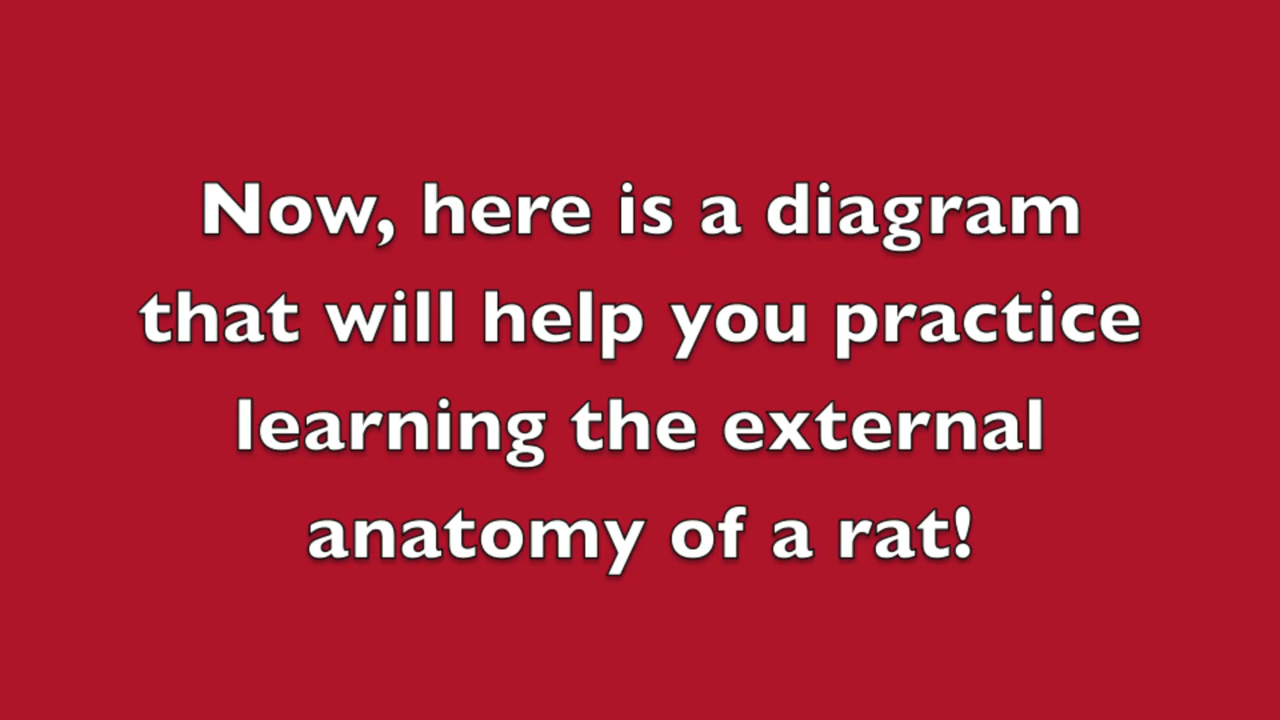 Now, here is a diagram
that will help you practice
learning the external
anatomy of a rat!